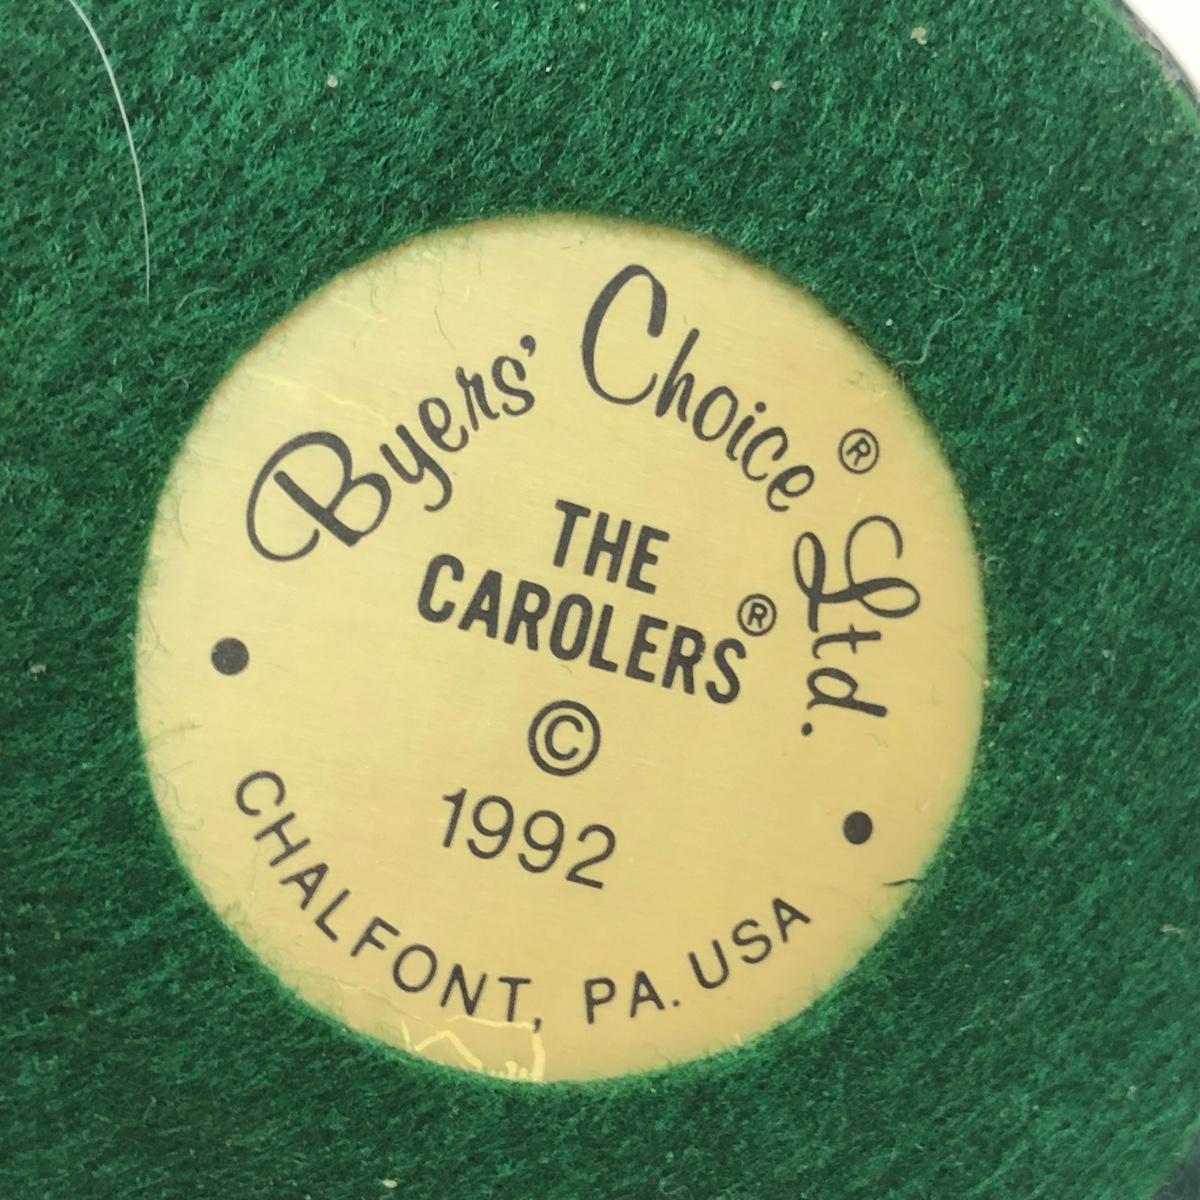 Byers' Choice® Ltd.
THE
CAROLERS®
©
1992
CHALFONT, PA. USA